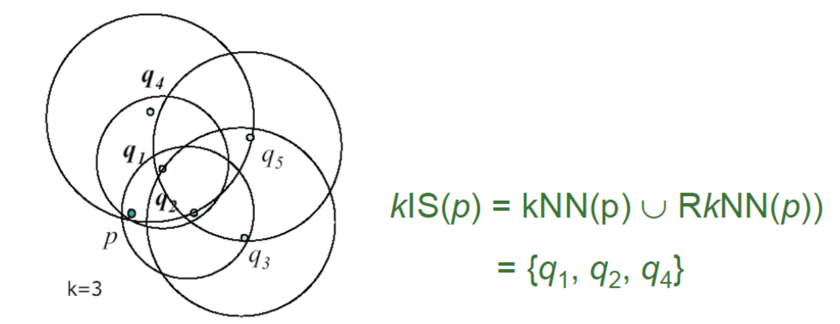 q4
q1
q5
q2
p
q3
k=3
kIS(p) = kNN(p) ∪ RkNN(p))
= {q1, q2, q4}